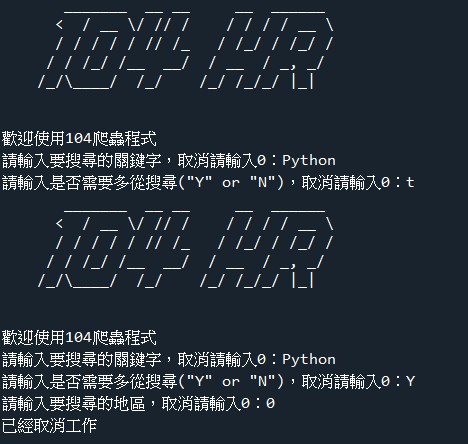 104 HR
歡迎使用104爬蟲程式
請輸入要搜尋的關鍵字，取消請輸入0：Python
請輸入是否需要多從搜尋("Y" or "N")，取消請輸入0：t
104 HR
歡迎使用104爬蟲程式
請輸入要搜尋的關鍵字，取消請輸入0：Python
請輸入是否需要多從搜尋("Y" or "N")，取消請輸入0：Y
請輸入要搜尋的地區，取消請輸入0：0
已經取消工作